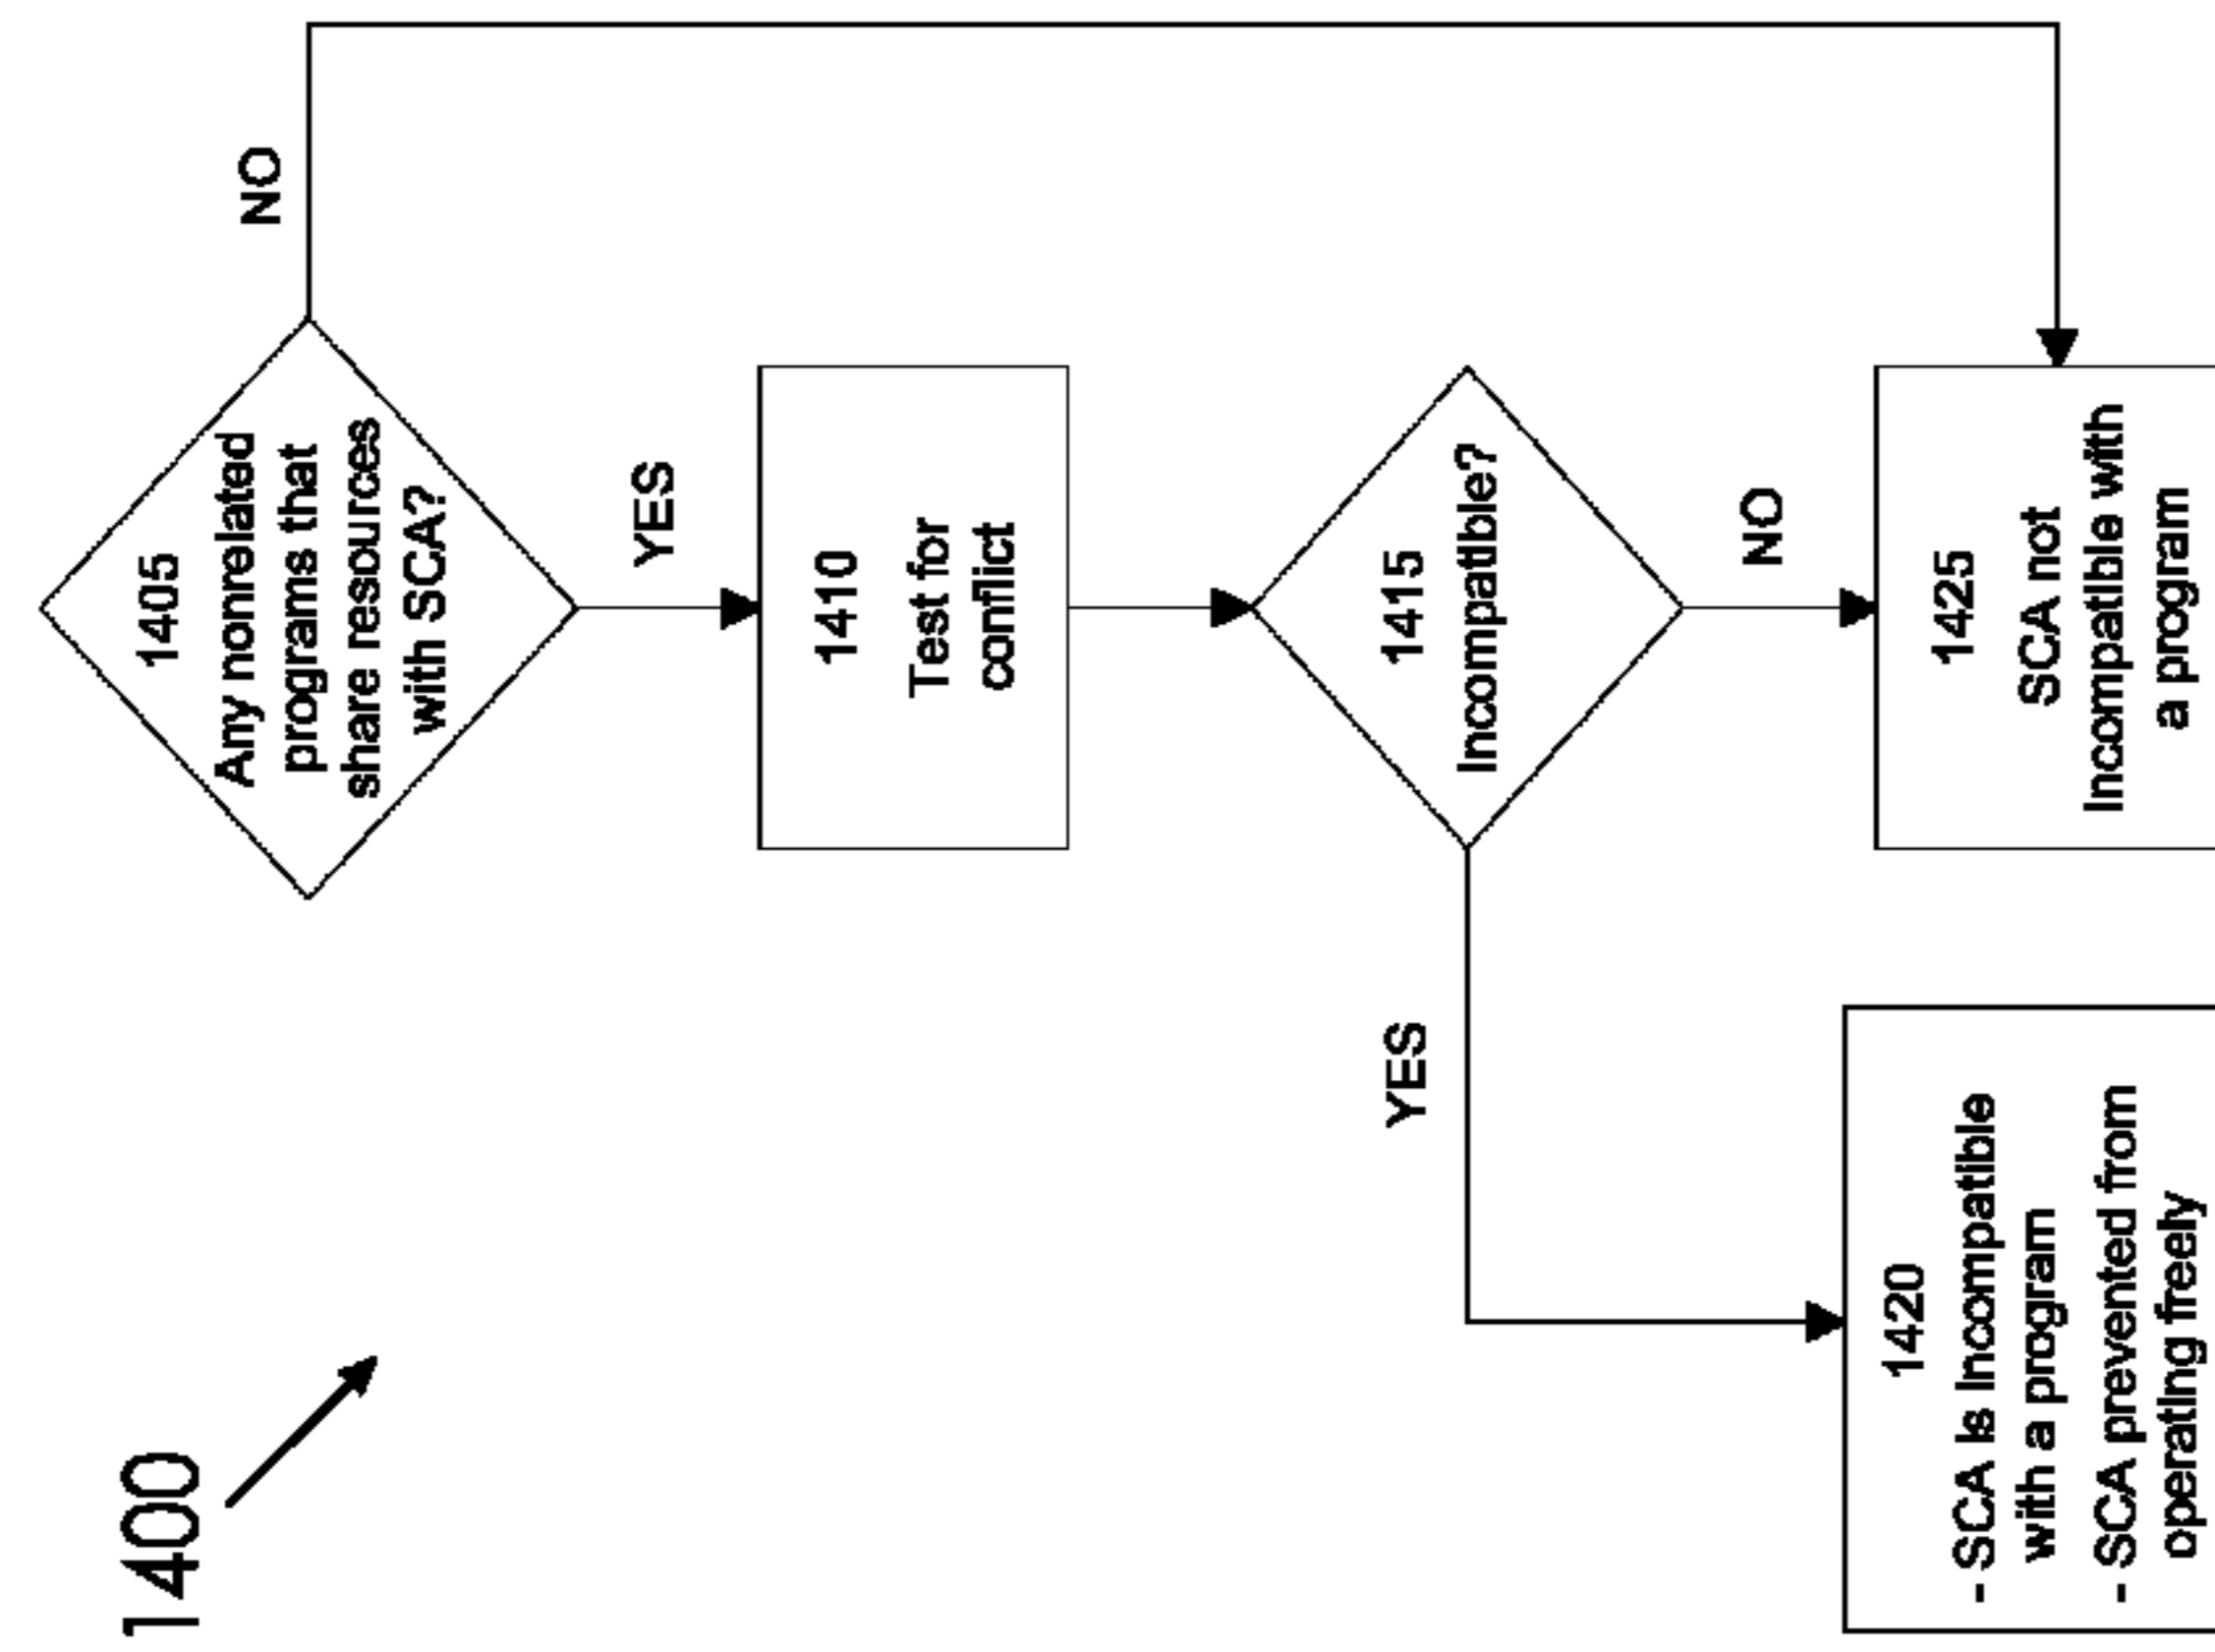 1400
1405
Any nonrelated
programs that
share resources
with SCA?
NO
YES
1410
Test for
conflict
1415
Incompatible?
YES
NO
1420
- SCA is Incompatible
with a program
- SCA prevented from
operating freely
1425
SCA not
Incompatible with
a program